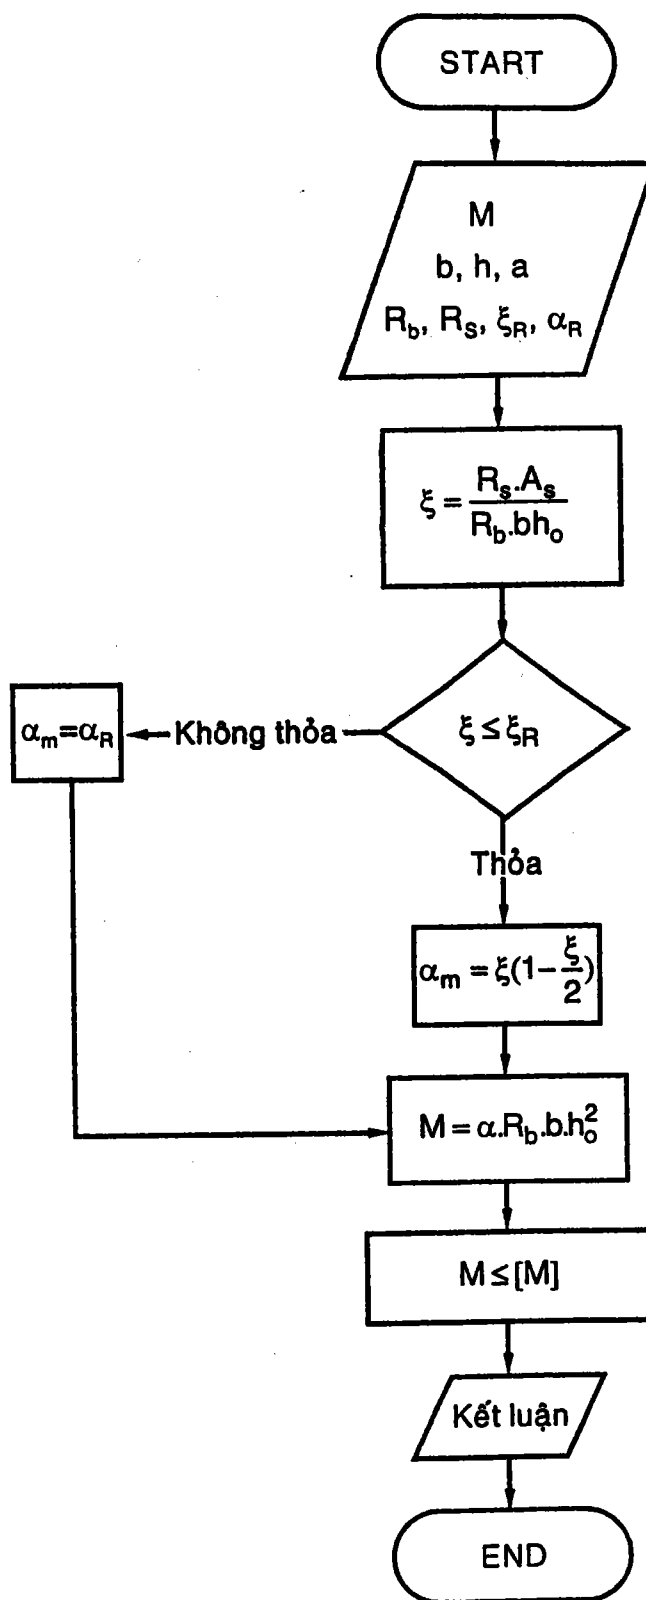 START
M
b, h, a
R_b, R_S, ξ_R, α_R
ξ = R_s.A_s / R_b.bh_o
ξ ≤ ξ_R
Không thỏa
α_m=α_R
Thỏa
α_m = ξ(1-ξ/2)
M = α.R_b.b.h_o^2
M ≤ [M]
Kết luận
END